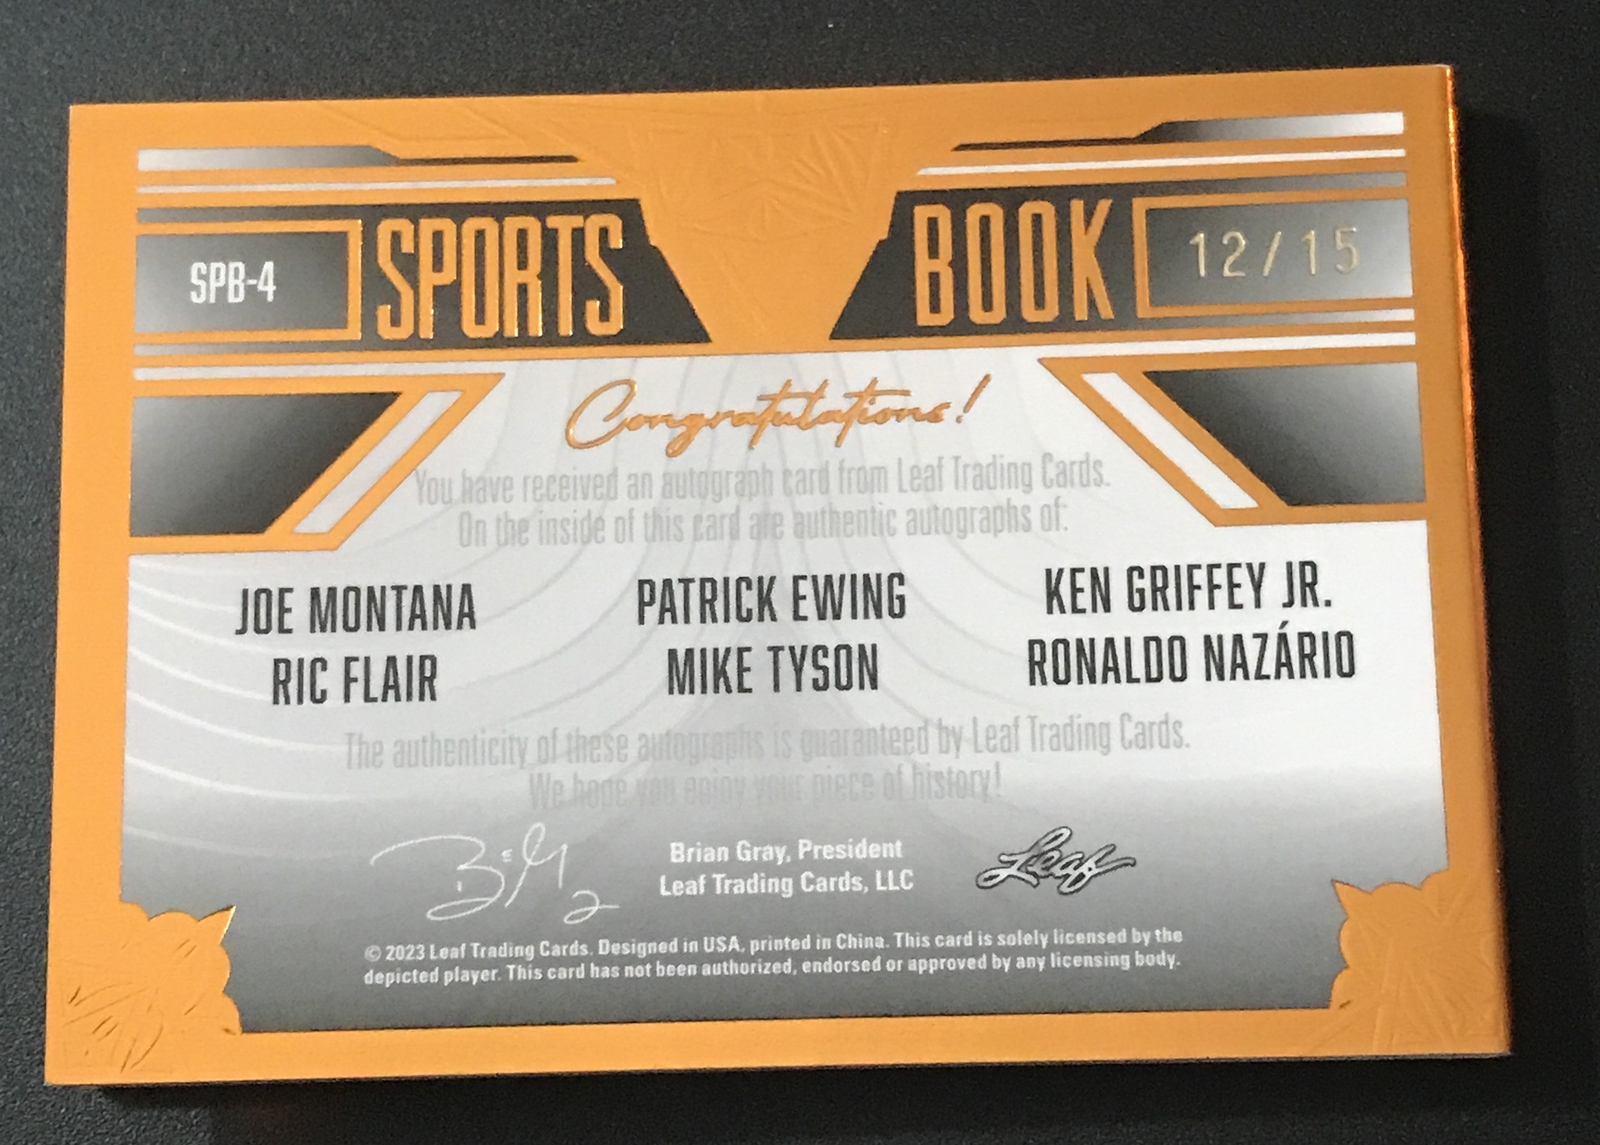 SPB-4 SPORTS BOOK 12/15
Congratulations!
You have received an autograph card from Leaf Trading Cards.
On the inside of this card are authentic autographs of:
JOE MONTANA PATRICK EWING KEN GRIFFEY JR.
RIC FLAIR MIKE TYSON RONALDO NAZÁRIO
The authenticity of these autographs is guaranteed by Leaf Trading Cards.
We hope you enjoy your piece of history!
Brian Gray, President
Leaf Trading Cards, LLC
Leaf
© 2023 Leaf Trading Cards. Designed in USA, printed in China. This card is solely licensed by the
depicted player. This card has not been authorized, endorsed or approved by any licensing body.